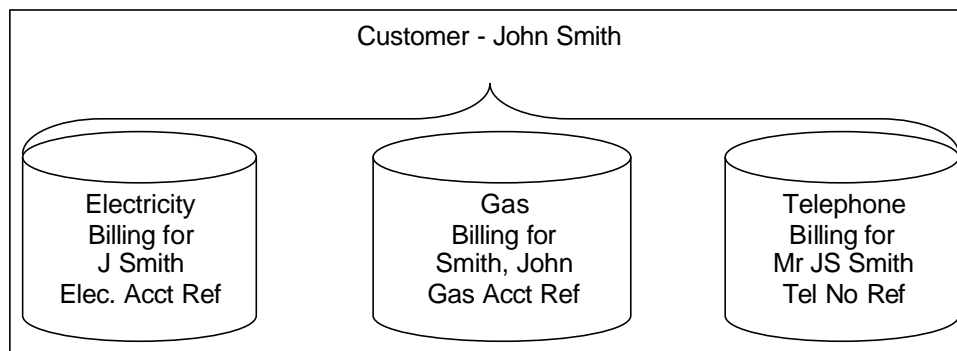 Customer - John Smith
Electricity
Billing for
J Smith
Elec. Acct Ref
Gas
Billing for
Smith, John
Gas Acct Ref
Telephone
Billing for
Mr JS Smith
Tel No Ref